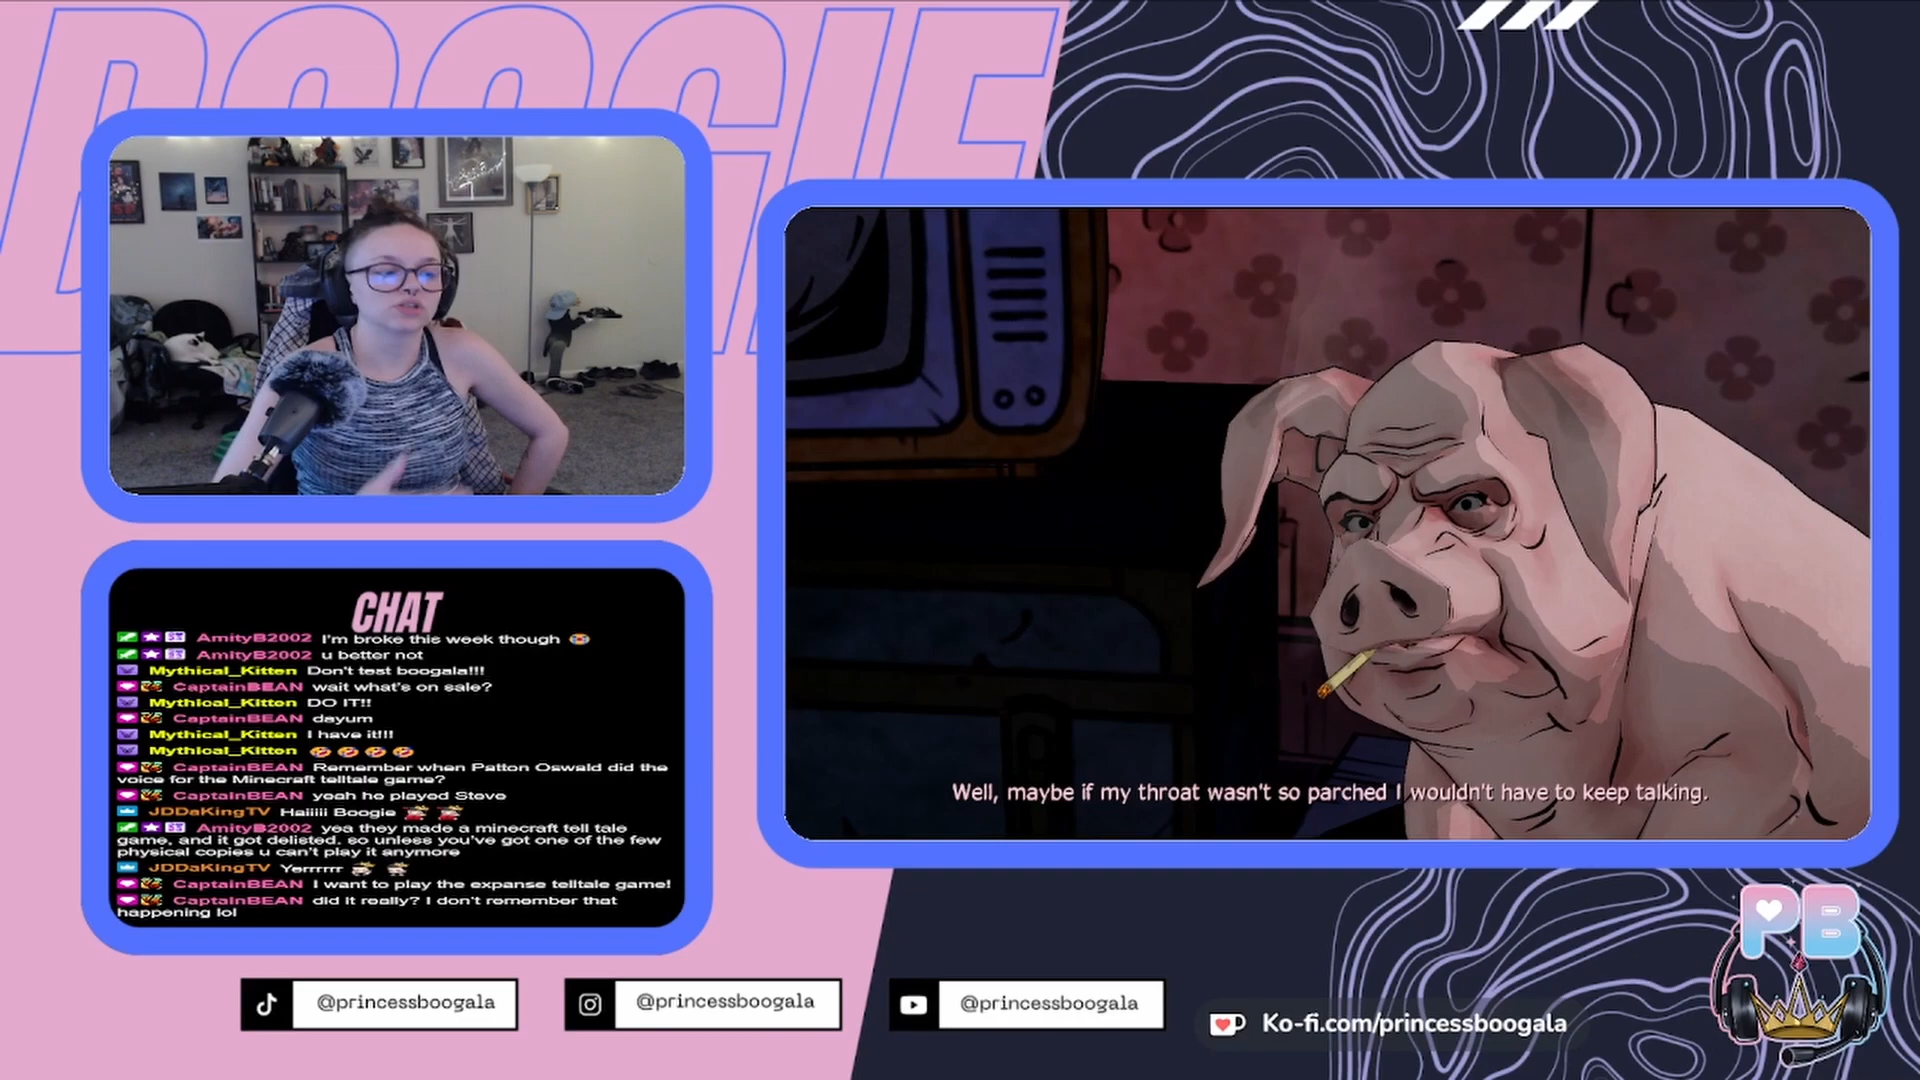 BOOGIE
CHAT
AmityB2002 I'm broke this week though
AmityB2002 u better not
Mythical_Kitten Don't test boogala!!!
CaptainBEAN wait what's on sale?
Mythical_Kitten DO IT!!
CaptainBEAN dayum
Mythical_Kitten I have it!!!
Mythical_Kitten
CaptainBEAN Remember when Patton Oswald did the
voice for the Minecraft telltale game?
CaptainBEAN yeah he played Steve
JDDaKingTV Haiiiii Boogie
AmityB2002 yea they made a minecraft tell tale
game, and it got delisted. so unless you've got one of the few
physical copies u can't play it anymore
JDDaKingTV Yerrrrrr
CaptainBEAN I want to play the expanse telltale game!
CaptainBEAN did it really? I don't remember that
happening lol
Well, maybe if my throat wasn't so parched I wouldn't have to keep talking.
@princessboogala
@princessboogala
@princessboogala
Ko-fi.com/princessboogala
PB